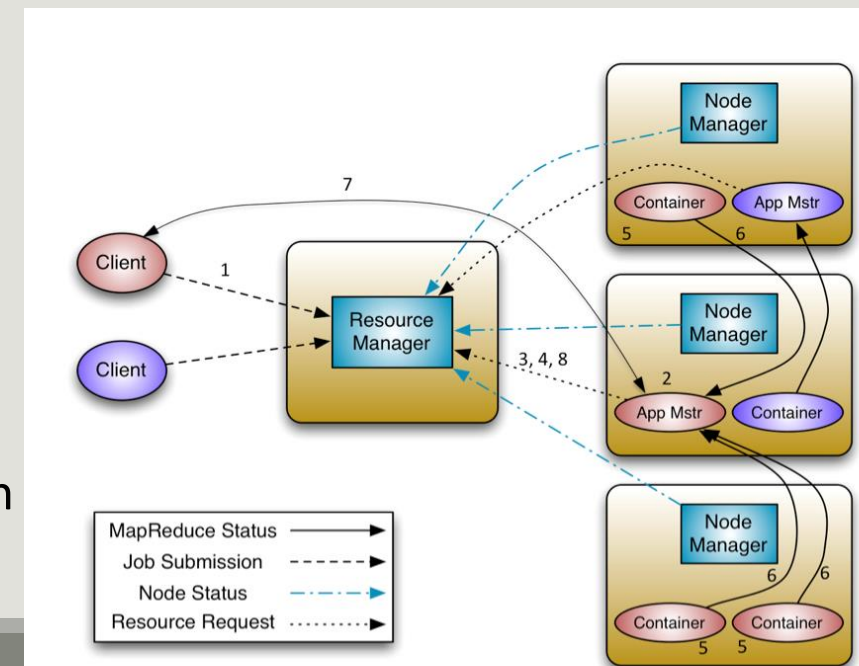 Node
Manager
Container
App Mstr
5
6
7
Client
1
Resource
Manager
Client
3, 4, 8
Node
Manager
2
App Mstr
Container
n
MapReduce Status
Job Submission
Node Status
Resource Request
Node
Manager
6
6
Container
Container
5
5